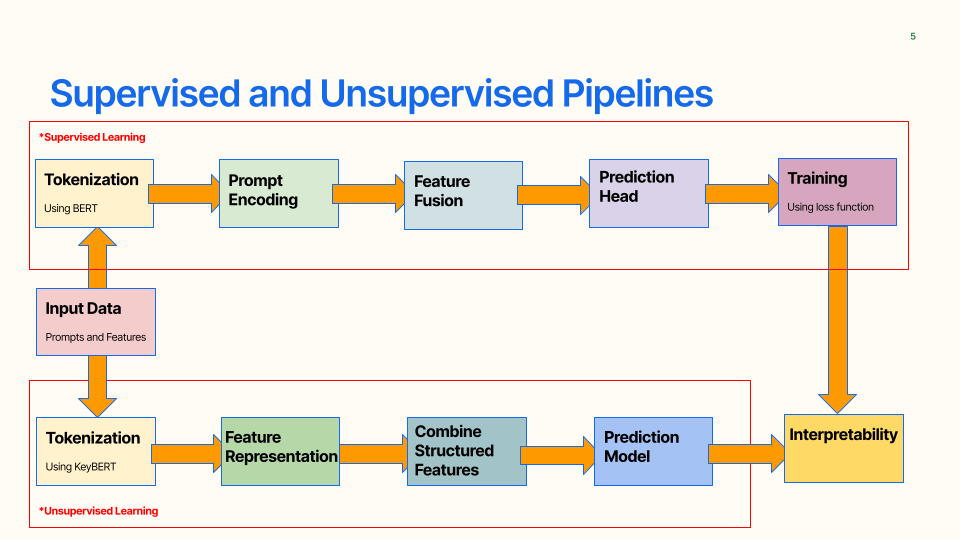 5
Supervised and Unsupervised Pipelines
*Supervised Learning
Tokenization
Using BERT
Prompt
Encoding
Feature
Fusion
Prediction
Head
Training
Using loss function
Input Data
Prompts and Features
Tokenization
Using KeyBERT
Feature
Representation
Combine
Structured
Features
Prediction
Model
Interpretability
*Unsupervised Learning